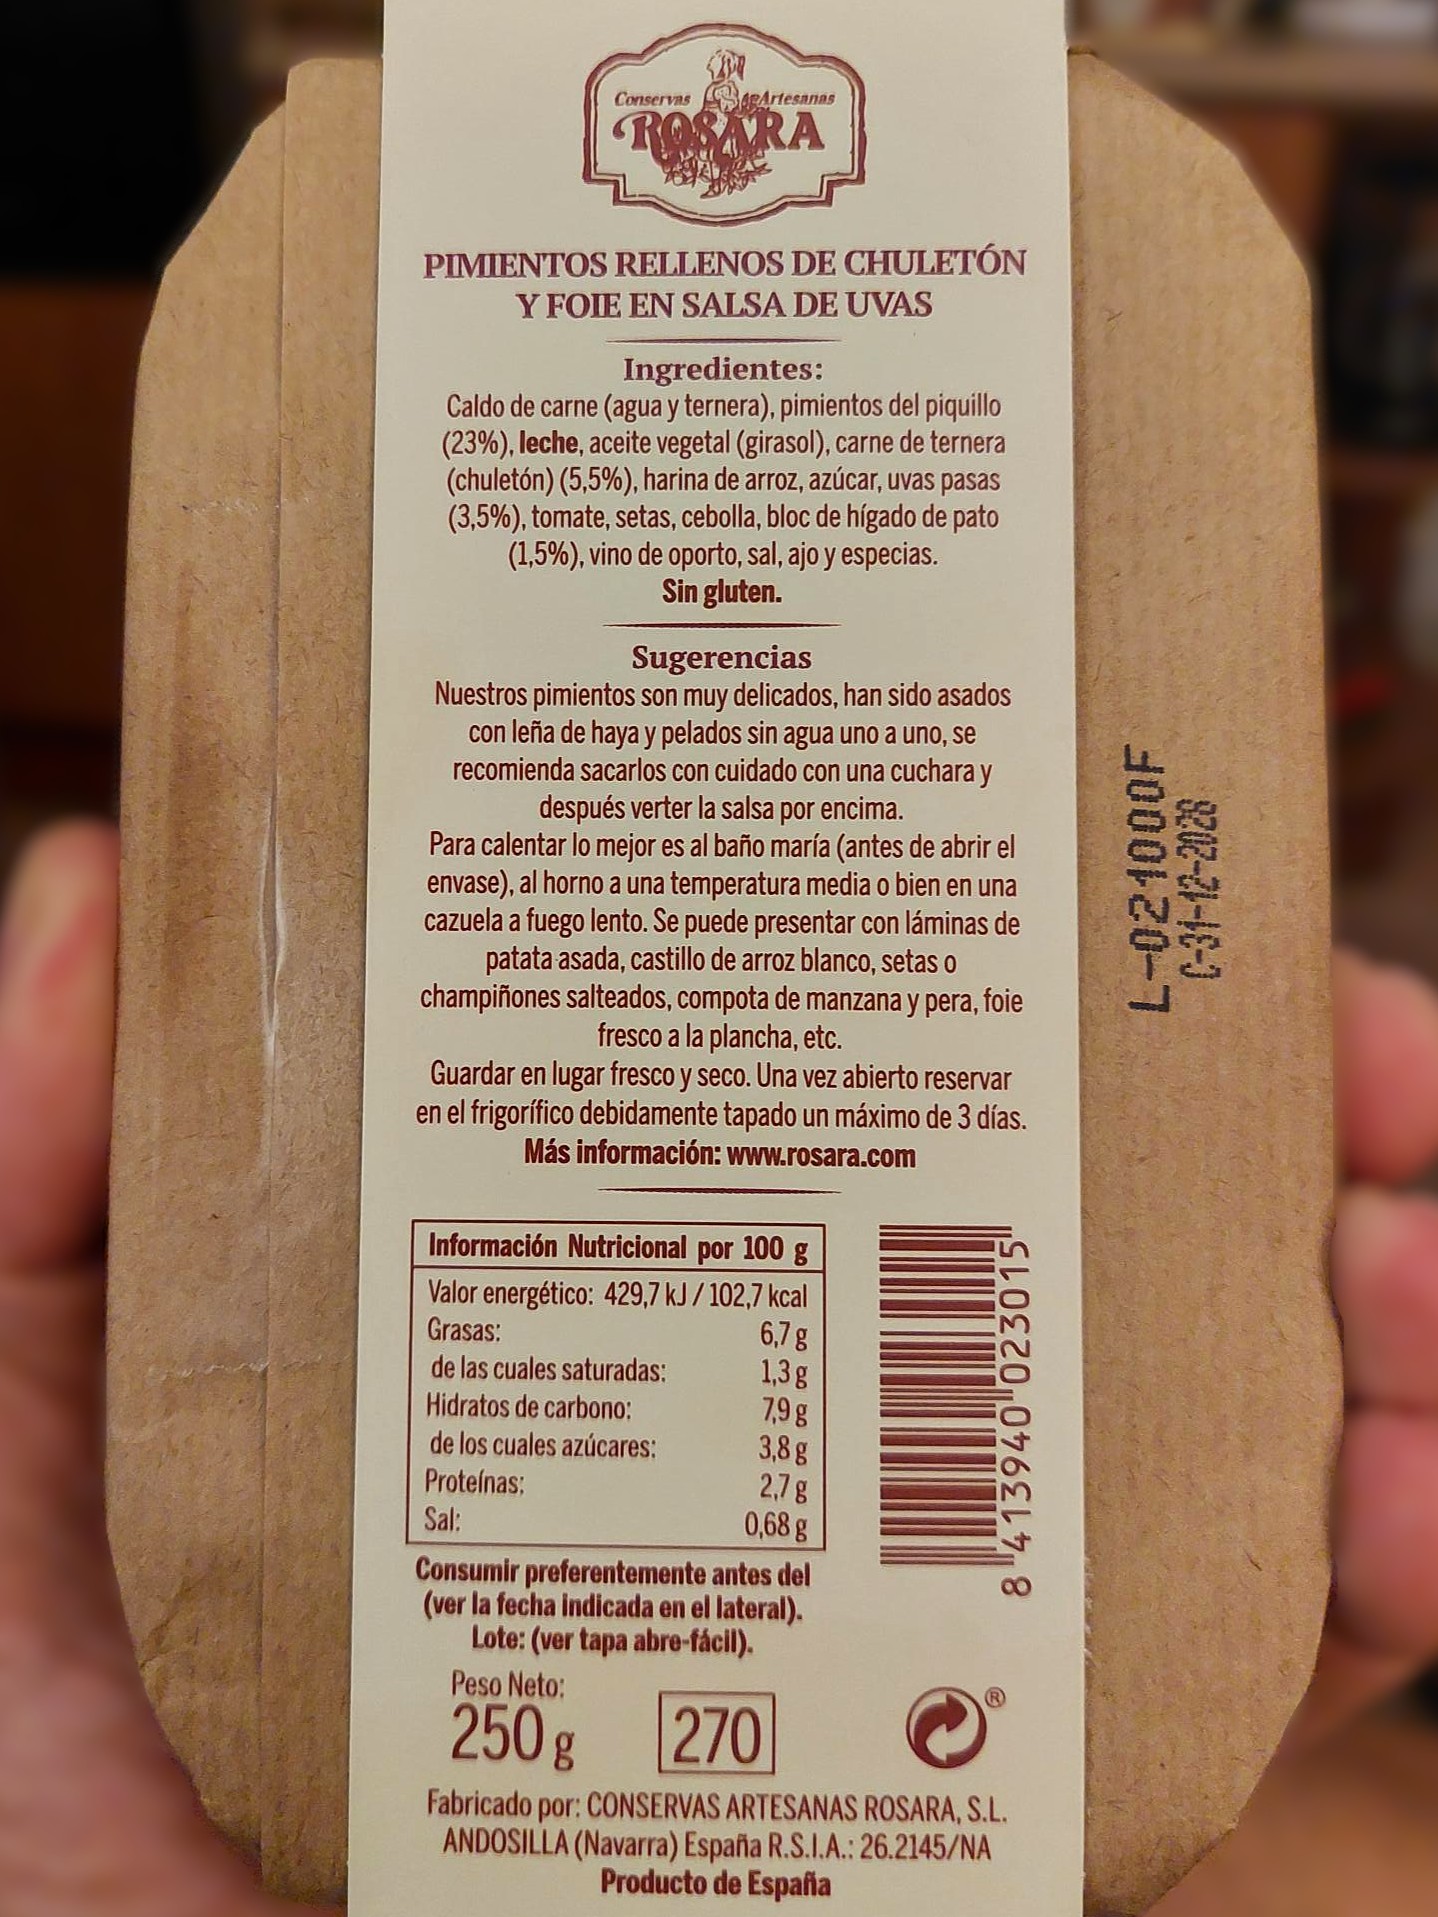 Conservas Artesanas
ROSARA
PIMIENTOS RELLENOS DE CHULETÓN
Y FOIE EN SALSA DE UVAS
Ingredientes:
Caldo de carne (agua y ternera), pimientos del piquillo
(23%), leche, aceite vegetal (girasol), carne de ternera
(chuletón) (5,5%), harina de arroz, azúcar, uvas pasas
(3,5%), tomate, setas, cebolla, bloc de hígado de pato
(1,5%), vino de oporto, sal, ajo y especias.
Sin gluten.
Sugerencias
Nuestros pimientos son muy delicados, han sido asados
con leña de haya y pelados sin agua uno a uno, se
recomienda sacarlos con cuidado con una cuchara y
después verter la salsa por encima.
Para calentar lo mejor es al baño maría (antes de abrir el
envase), al horno a una temperatura media o bien en una
cazuela a fuego lento. Se puede presentar con láminas de
patata asada, castillo de arroz blanco, setas o
champiñones salteados, compota de manzana y pera, foie
fresco a la plancha, etc.
Guardar en lugar fresco y seco. Una vez abierto reservar
en el frigorífico debidamente tapado un máximo de 3 días.
Más información: www.rosara.com
Información Nutricional por 100 g
Valor energético: 429,7 kJ / 102,7 kcal
Grasas: 6,7 g
de las cuales saturadas: 1,3 g
Hidratos de carbono: 7,9 g
de los cuales azúcares: 3,8 g
Proteínas: 2,7 g
Sal: 0,68 g
8 413940 023015
Consumir preferentemente antes del
(ver la fecha indicada en el lateral).
Lote: (ver tapa abre-fácil).
Peso Neto:
250 g 270 ®
Fabricado por: CONSERVAS ARTESANAS ROSARA, S.L.
ANDOSILLA (Navarra) España R.S.I.A.: 26.2145/NA
Producto de España
L-021000F
C-31-12-2026